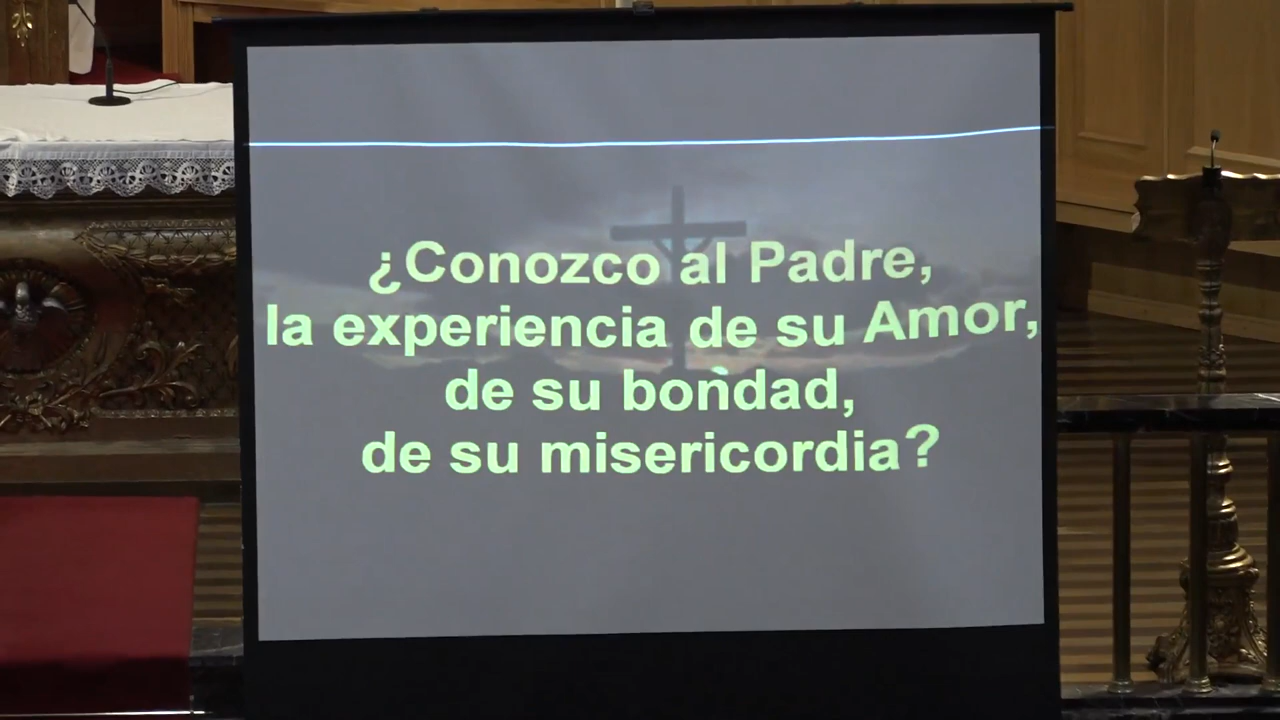 ¿Conozco al Padre,
la experiencia de su Amor,
de su bondad,
de su misericordia?